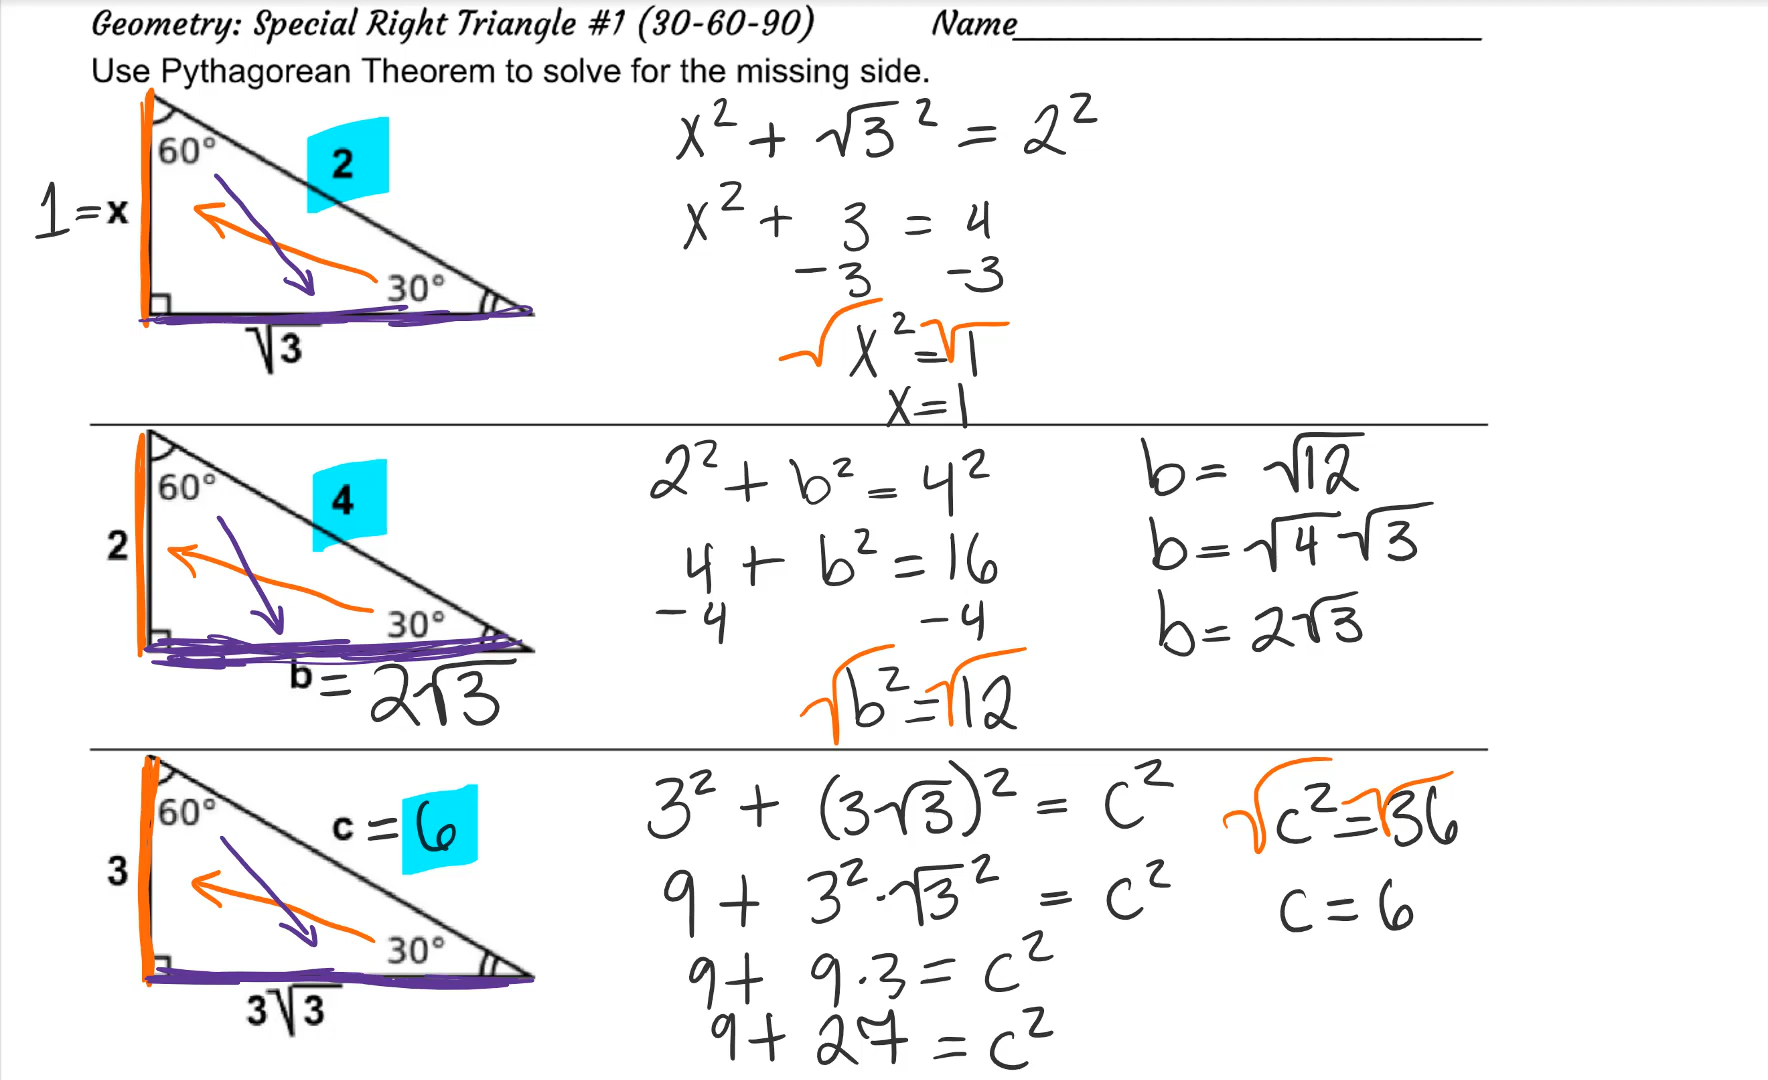 Geometry: Special Right Triangle #1 (30-60-90) Name
Use Pythagorean Theorem to solve for the missing side.
60°
2
1 = x
30°
√3
x² + √3² = 2²
x² + 3 = 4
-3 -3
√x² = √1
x = 1
60°
4
2
30°
b = 2√3
2² + b² = 4²
4 + b² = 16
-4 -4
√b² = √12
b = √12
b = √4 √3
b = 2√3
60°
c = 6
3
30°
3√3
3² + (3√3)² = c²
9 + 3² · √3² = c²
9 + 9 · 3 = c²
9 + 27 = c²
√c² = √36
c = 6